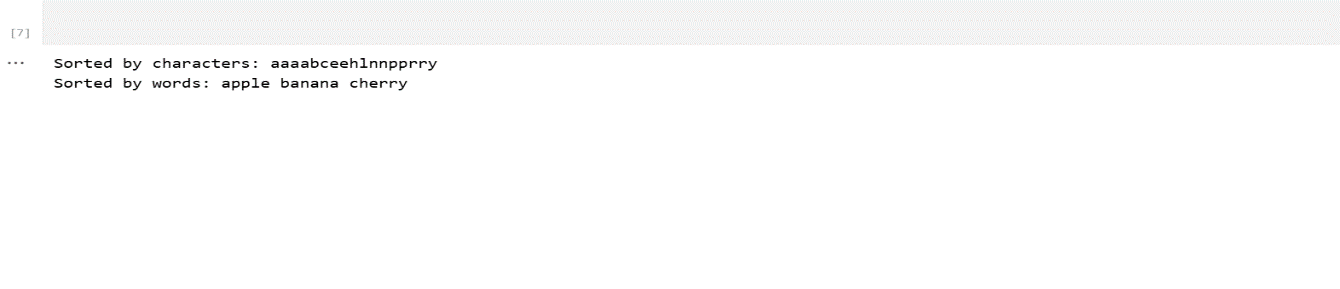 [7]
... Sorted by characters: aaaabceehlnnpprry
Sorted by words: apple banana cherry